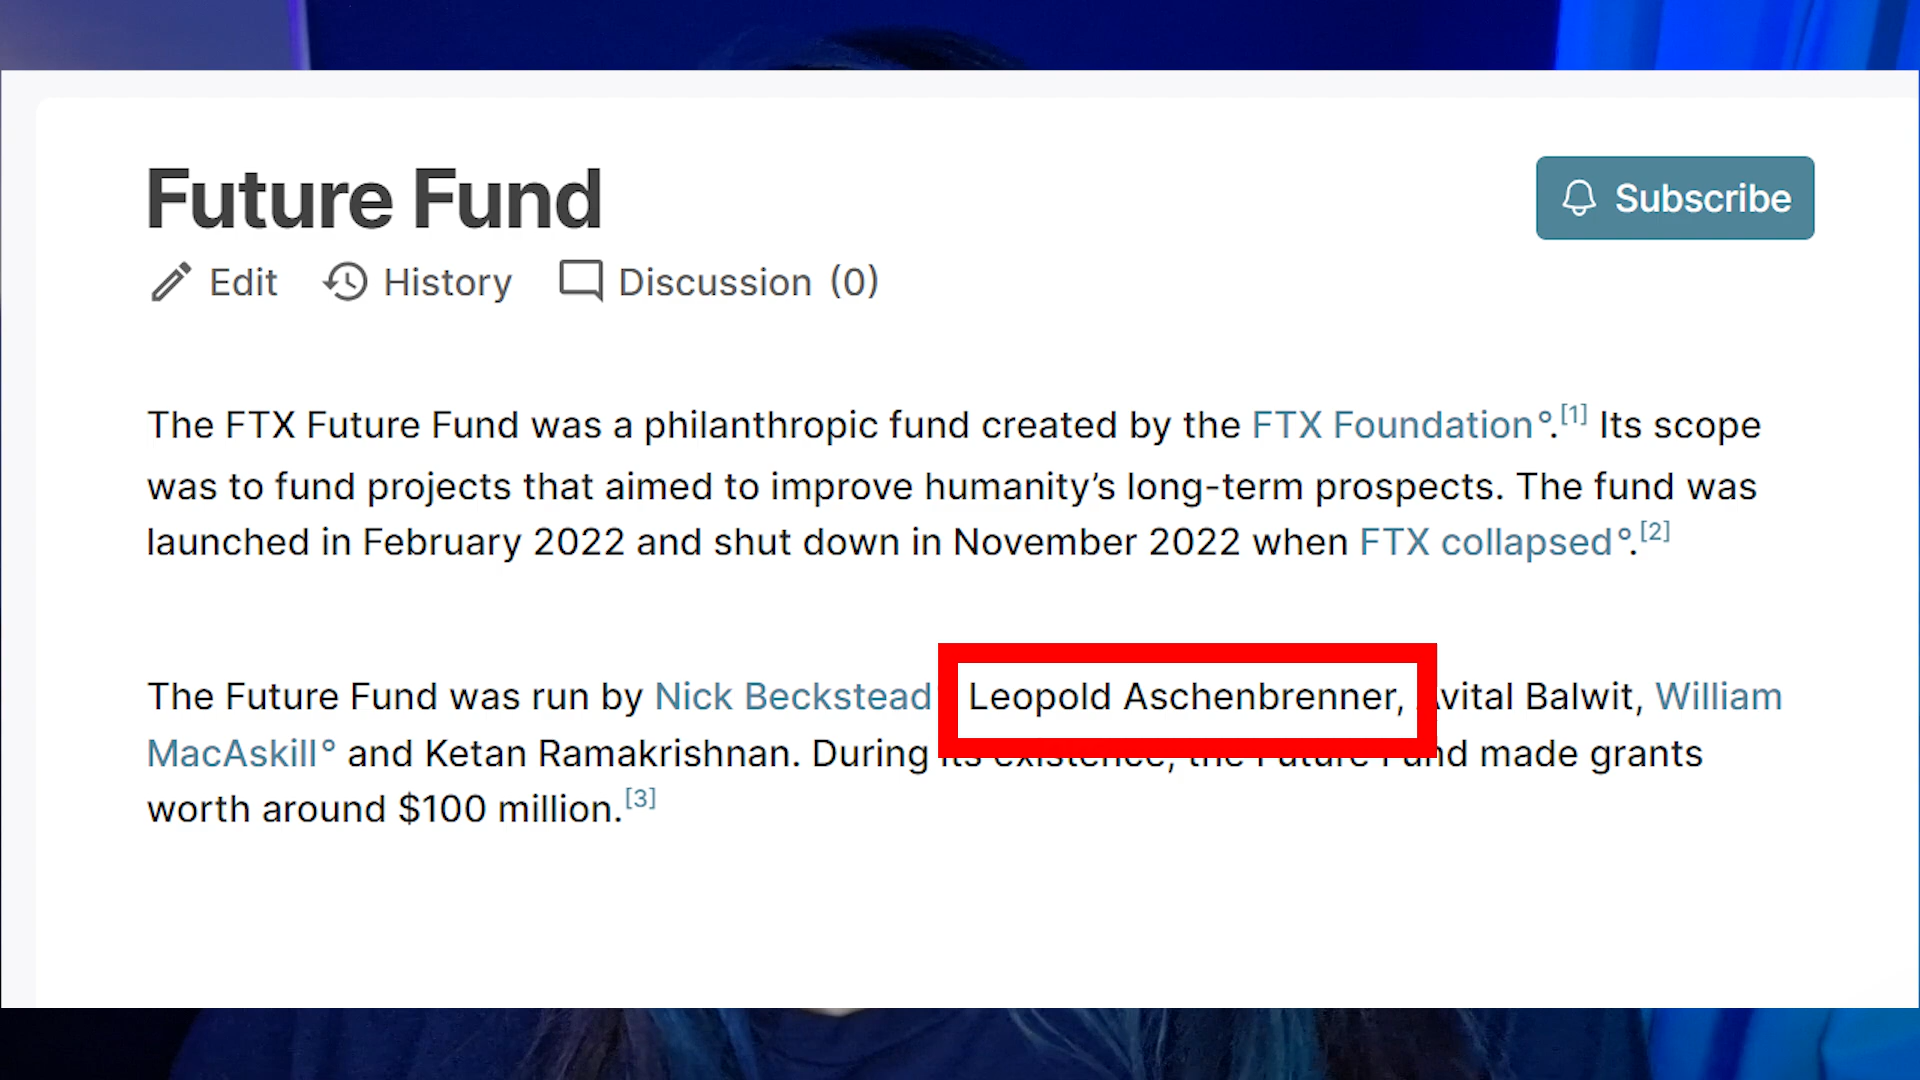 Future Fund
Subscribe
Edit History Discussion (0)
The FTX Future Fund was a philanthropic fund created by the FTX Foundation°.[1] Its scope
was to fund projects that aimed to improve humanity’s long-term prospects. The fund was
launched in February 2022 and shut down in November 2022 when FTX collapsed°.[2]
The Future Fund was run by Nick Beckstead Leopold Aschenbrenner, Avital Balwit, William
MacAskill° and Ketan Ramakrishnan. During its existence, the Future Fund made grants
worth around $100 million.[3]